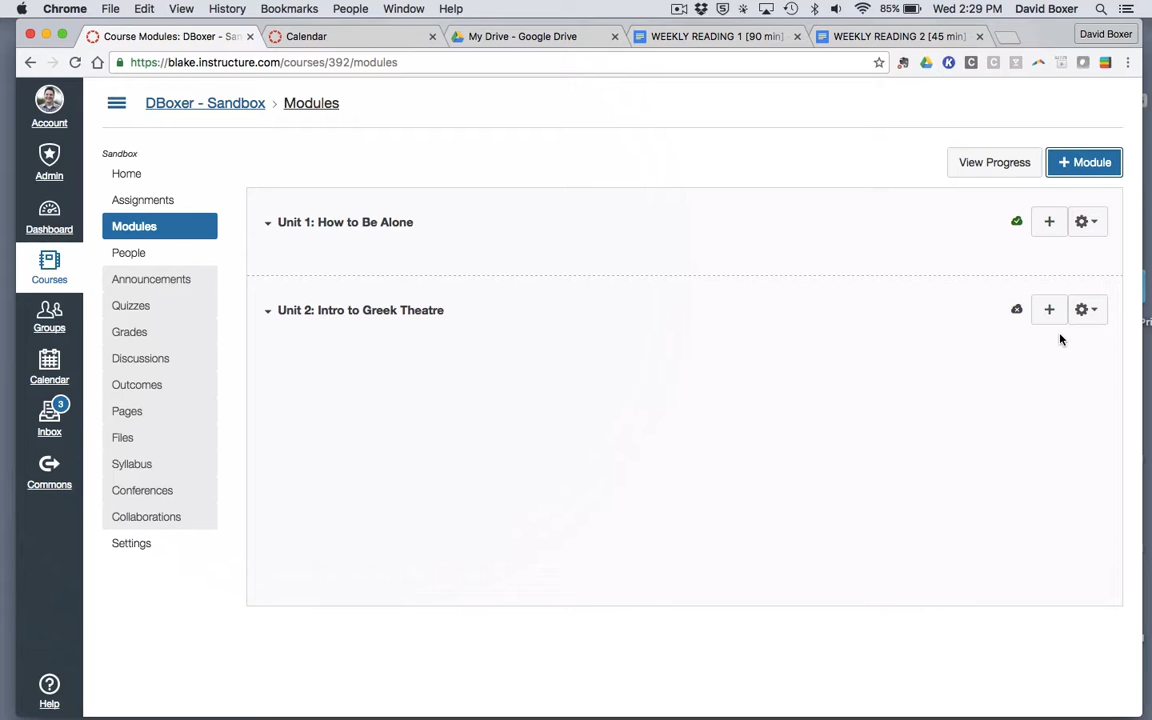 Chrome File Edit View History Bookmarks People Window Help 85% Wed 2:29 PM David Boxer
Course Modules: DBoxer - San Calendar My Drive - Google Drive WEEKLY READING 1 [90 min] WEEKLY READING 2 [45 min] David Boxer
https://blake.instructure.com/courses/392/modules
DBoxer - Sandbox > Modules
Account
Admin
Dashboard
Courses
Groups
Calendar
3
Inbox
Commons
Help
Sandbox
Home
Assignments
Modules
People
Announcements
Quizzes
Grades
Discussions
Outcomes
Pages
Files
Syllabus
Conferences
Collaborations
Settings
View Progress + Module
Unit 1: How to Be Alone
Unit 2: Intro to Greek Theatre